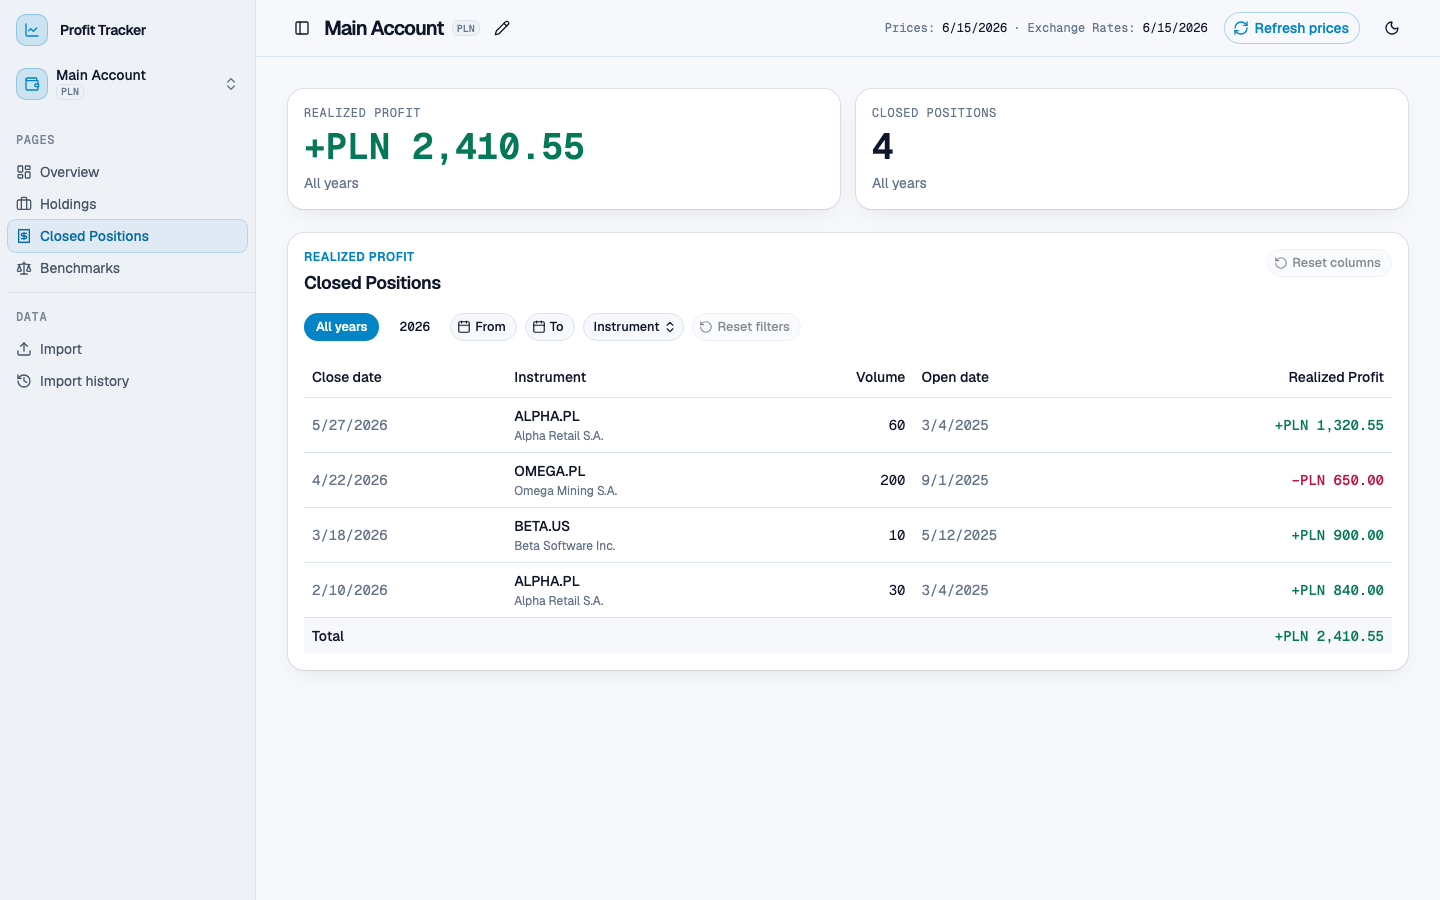 Profit Tracker
Main Account
PLN
PAGES
Overview
Holdings
Closed Positions
Benchmarks
DATA
Import
Import history
Main Account PLN
Prices: 6/15/2026 · Exchange Rates: 6/15/2026
Refresh prices
REALIZED PROFIT
+PLN 2,410.55
All years
CLOSED POSITIONS
4
All years
REALIZED PROFIT
Closed Positions
Reset columns
All years 2026 From To Instrument Reset filters
Close date Instrument Volume Open date Realized Profit
5/27/2026 ALPHA.PL 60 3/4/2025 +PLN 1,320.55
Alpha Retail S.A.
4/22/2026 OMEGA.PL 200 9/1/2025 −PLN 650.00
Omega Mining S.A.
3/18/2026 BETA.US 10 5/12/2025 +PLN 900.00
Beta Software Inc.
2/10/2026 ALPHA.PL 30 3/4/2025 +PLN 840.00
Alpha Retail S.A.
Total +PLN 2,410.55